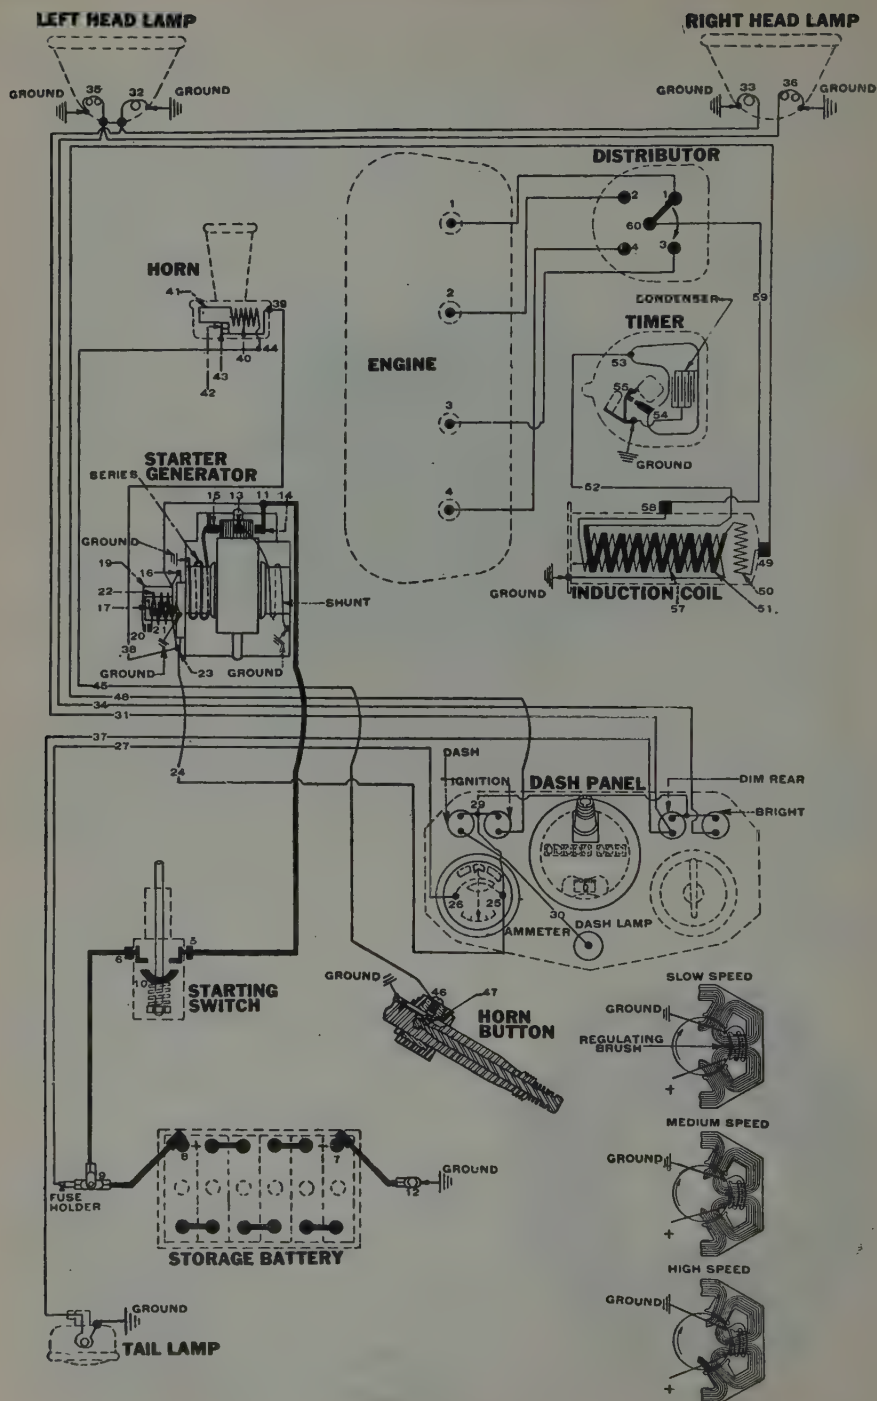 LEFT HEAD LAMP
RIGHT HEAD LAMP
GROUND 35 32 GROUND
GROUND 33 36 GROUND
DISTRIBUTOR
1
2 1
60
4 3
HORN
41 39
40 44
43
42
2
ENGINE
3
4
CONDENSER 59
TIMER
53
55
54
GROUND
62
58
49
GROUND
INDUCTION COIL
57 50
51.
STARTER
GENERATOR
SERIES
15 13 11 14
GROUND
19 16
22
17
20 21
38
SHUNT
GROUND 23 GROUND
45
48
34
31
37
27
24
DASH
IGNITION
DASH PANEL
DIM REAR
BRIGHT
29
26 25
AMMETER
30 DASH LAMP
6 5
10
STARTING
SWITCH
GROUND
46 47
HORN
BUTTON
SLOW SPEED
GROUND
REGULATING
BRUSH
+
MEDIUM SPEED
GROUND
+
HIGH SPEED
GROUND
+
8 + - 7
9
FUSE
HOLDER
12
GROUND
STORAGE BATTERY
GROUND
TAIL LAMP